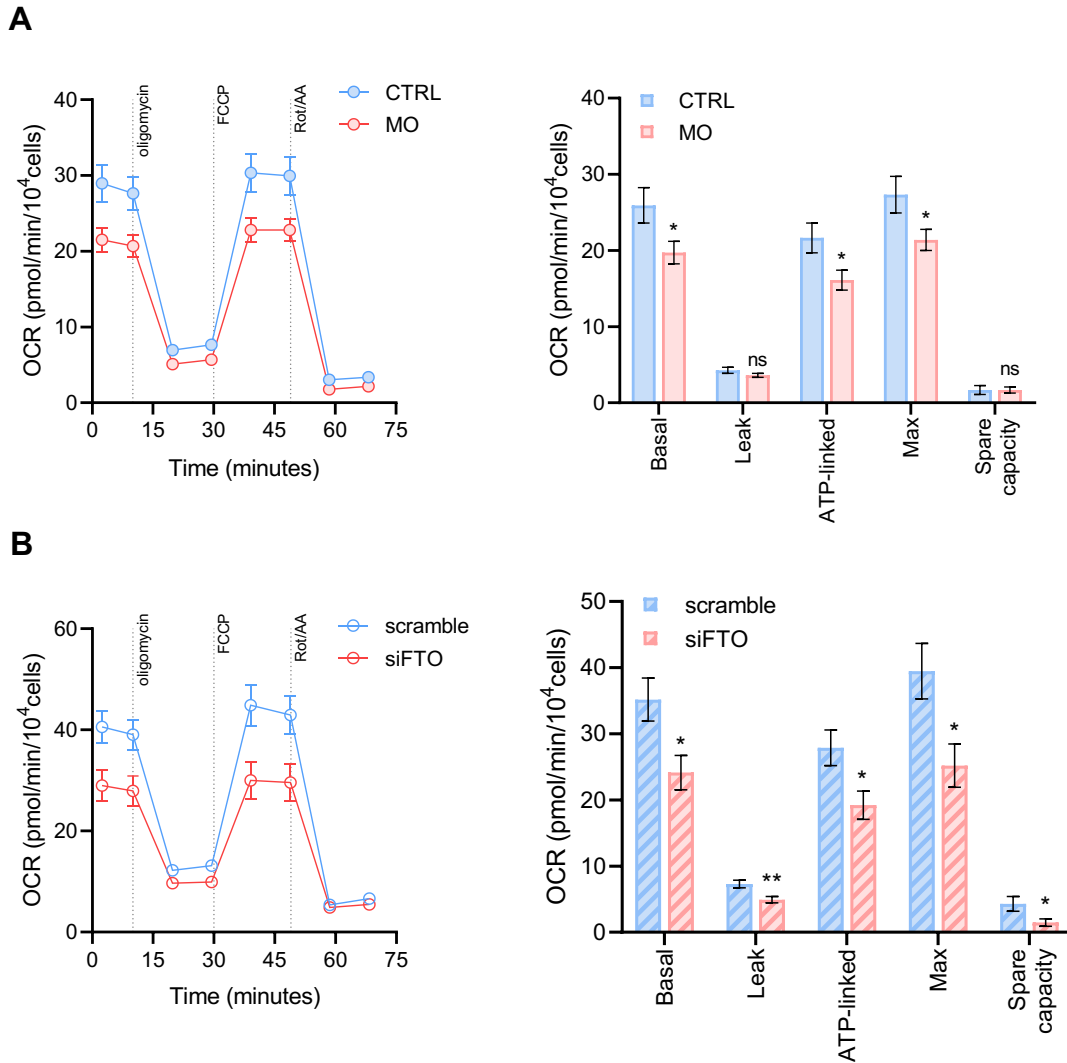 A
CTRL
MO
oligomycin
FCCP
Rot/AA
OCR (pmol/min/10⁴cells)
40
30
20
10
0
0 15 30 45 60 75
Time (minutes)
CTRL
MO
OCR (pmol/min/10⁴cells)
40
30
20
10
0
*
ns
*
*
ns
Basal
Leak
ATP-linked
Max
Spare
capacity
B
scramble
siFTO
oligomycin
FCCP
Rot/AA
OCR (pmol/min/10⁴cells)
60
40
20
0
0 15 30 45 60 75
Time (minutes)
scramble
siFTO
OCR (pmol/min/10⁴cells)
50
40
30
20
10
0
*
**
*
*
*
Basal
Leak
ATP-linked
Max
Spare
capacity